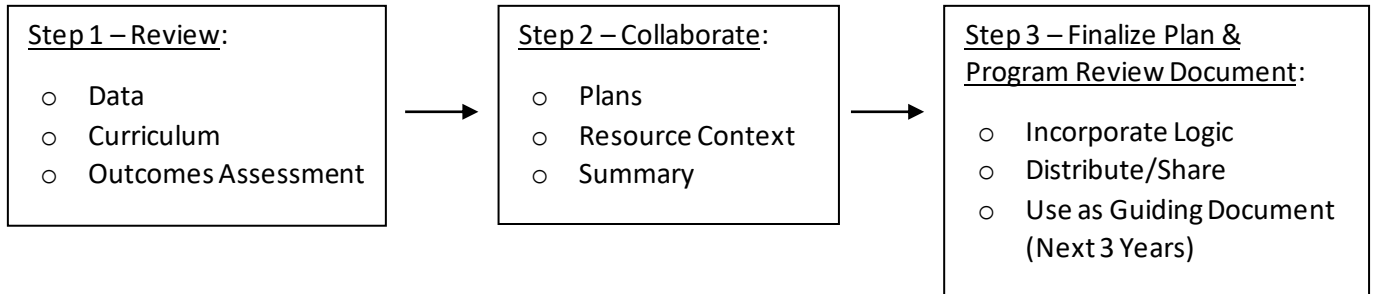 Step 1 – Review:
o Data
o Curriculum
o Outcomes Assessment
Step 2 – Collaborate:
o Plans
o Resource Context
o Summary
Step 3 – Finalize Plan &
Program Review Document:
o Incorporate Logic
o Distribute/Share
o Use as Guiding Document
(Next 3 Years)